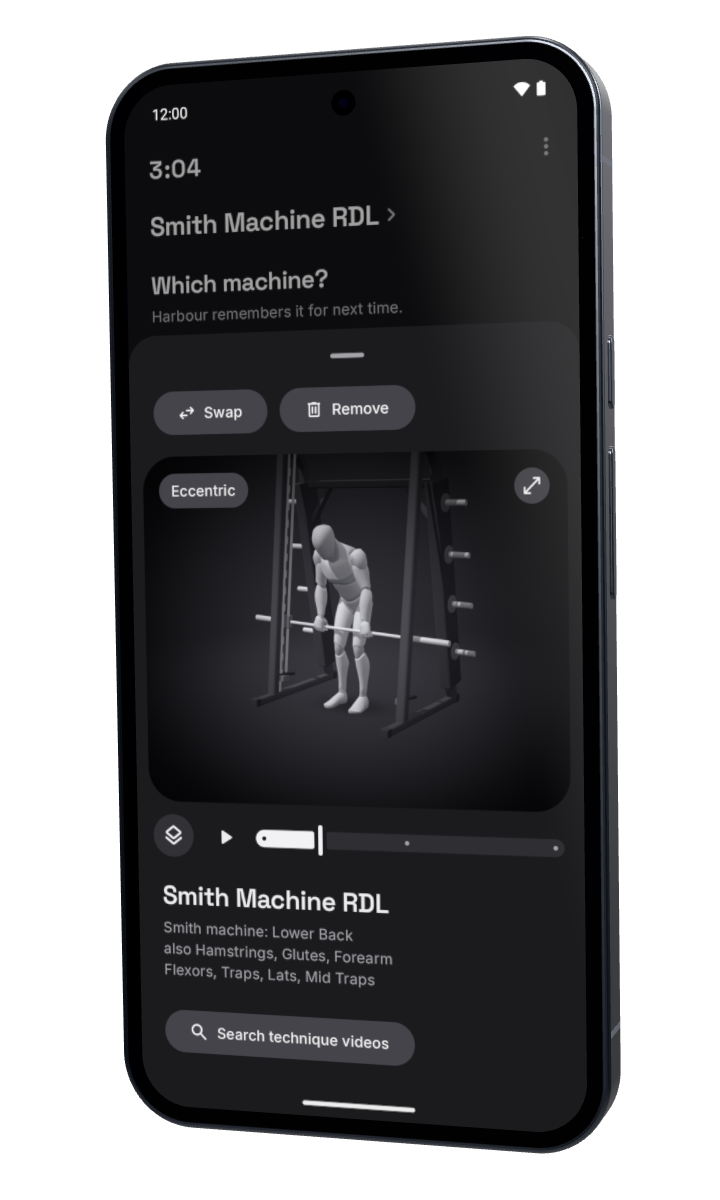 12:00
3:04
Smith Machine RDL
Which machine?
Harbour remembers it for next time.
Swap
Remove
Eccentric
Smith Machine RDL
Smith machine: Lower Back
also Hamstrings, Glutes, Forearm
Flexors, Traps, Lats, Mid Traps
Search technique videos